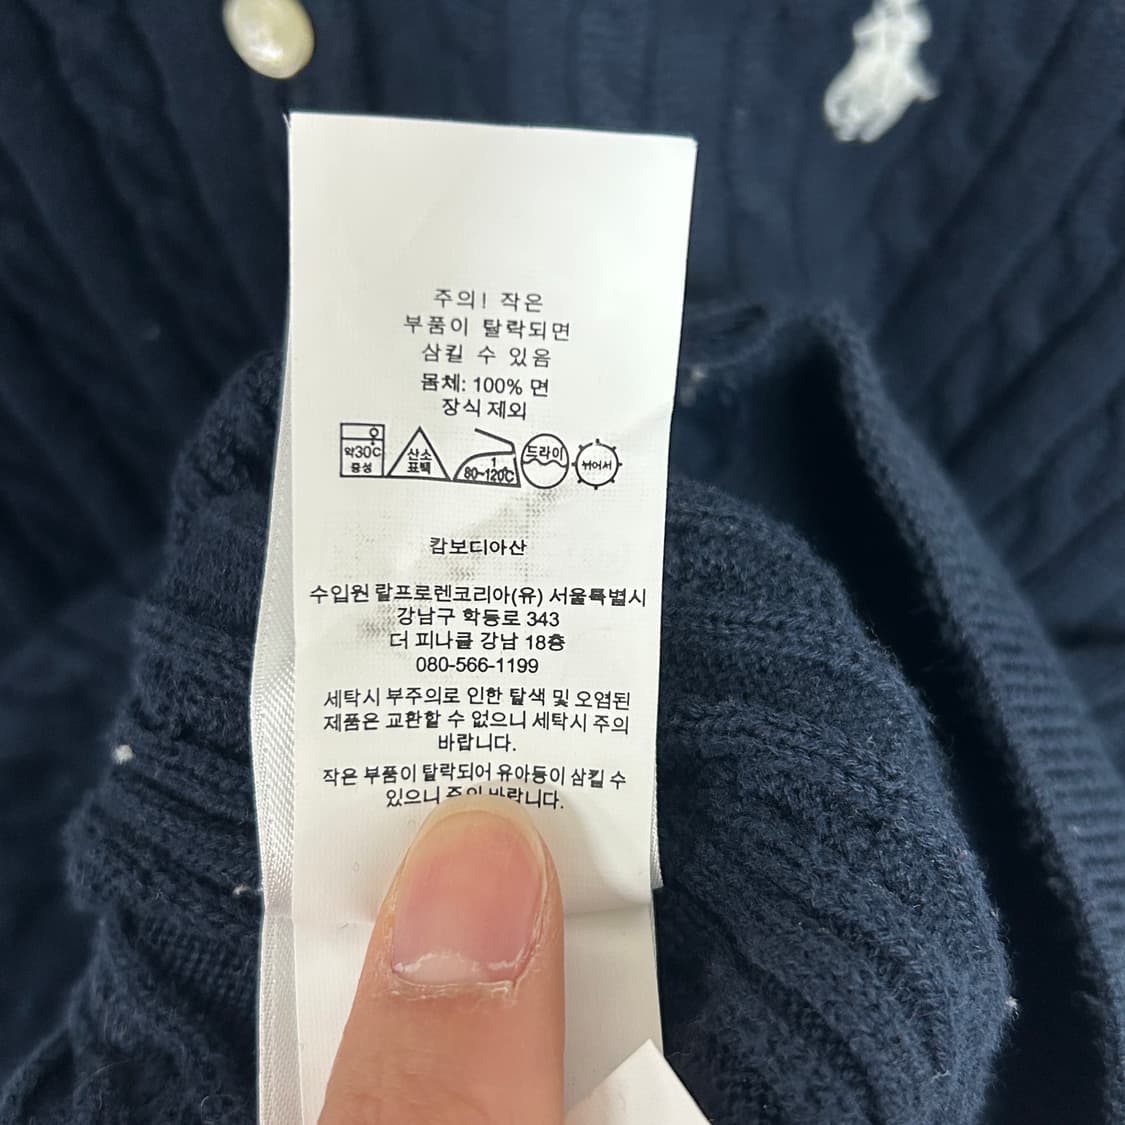 주의! 작은
부품이 탈락되면
삼킬 수 있음
몸체: 100% 면
장식 제외
약30℃
중성
산소
표백
1
80~120℃
드라이
뉘어서
캄보디아산
수입원 랄프로렌코리아(유) 서울특별시
강남구 학동로 343
더 피나클 강남 18층
080-566-1199
세탁시 부주의로 인한 탈색 및 오염된
제품은 교환할 수 없으니 세탁시 주의
바랍니다.
작은 부품이 탈락되어 유아등이 삼킬 수
있으니 주의 바랍니다.